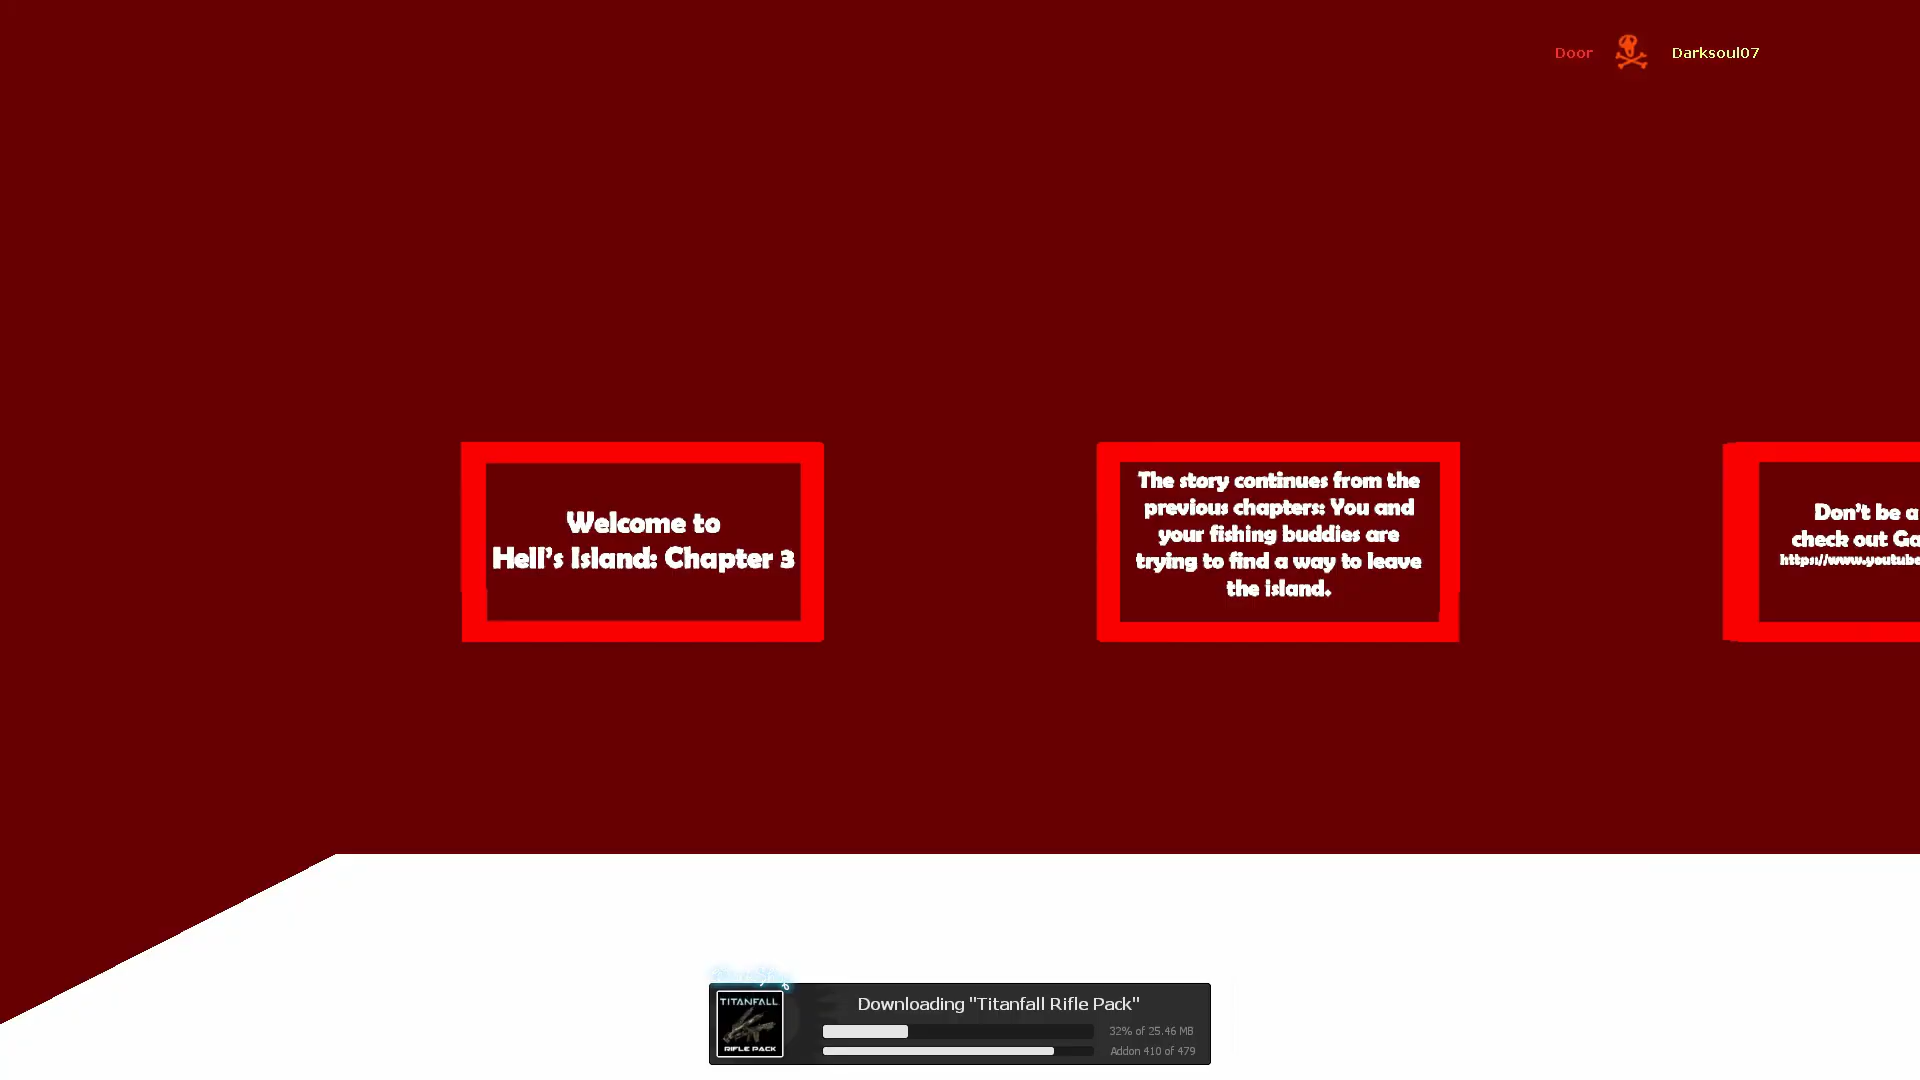 Door Darksoul07
Welcome to
Hell's Island: Chapter 3
The story continues from the
previous chapters: You and
your fishing buddies are
trying to find a way to leave
the island.
Don't be a
check out Ga
https://www.youtube
TITANFALL
RIFLE PACK
Downloading "Titanfall Rifle Pack"
32% of 25.46 MB
Addon 410 of 479